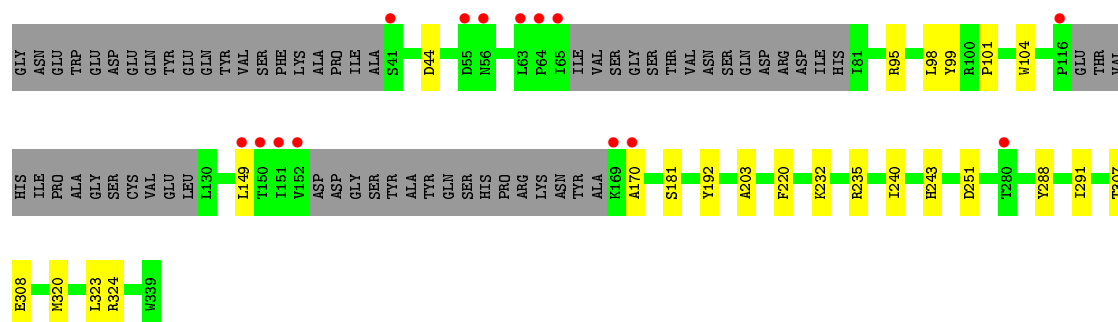 GLY ASN GLU TRP GLU ASP GLU GLN TYR GLU GLN TYR VAL SER PHE LYS ALA PRO ILE ALA S41 D44 D55 N56 L63 P64 I65 ILE VAL SER GLY SER THR VAL ASN SER GLN ASP ARG ASP ILE HIS I81 R95 L98 Y99 R100 P101 W104 P116 GLU THR VAL
HIS ILE PRO ALA GLY SER CYS VAL GLU LEU L130 L149 T150 I151 V152 ASP ASP GLY SER TYR ALA TYR GLN SER HIS PRO ARG LYS ASN TYR ALA K169 A170 S181 Y192 A203 F220 K232 R235 I240 H243 D251 T280 Y288 I291 T307
E308 M320 L323 R324 W339